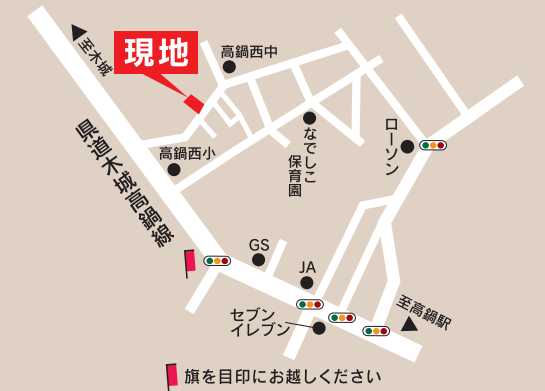 至木城
現地
高鍋西中
県道木城高鍋線
高鍋西小
なでしこ
保育園
ローソン
GS
JA
セブン
イレブン
至高鍋駅
旗を目印にお越しください